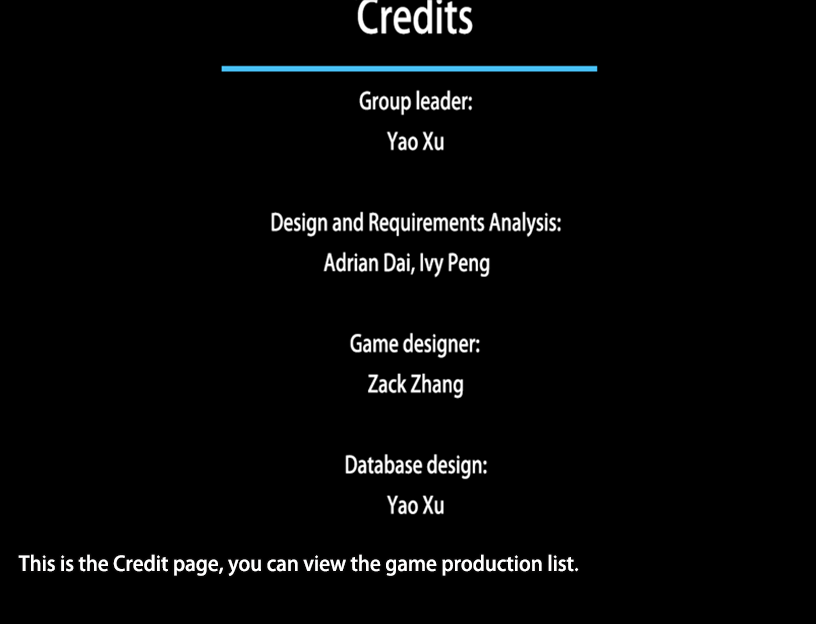 Credits
Group leader:
Yao Xu
Design and Requirements Analysis:
Adrian Dai, Ivy Peng
Game designer:
Zack Zhang
Database design:
Yao Xu
This is the Credit page, you can view the game production list.